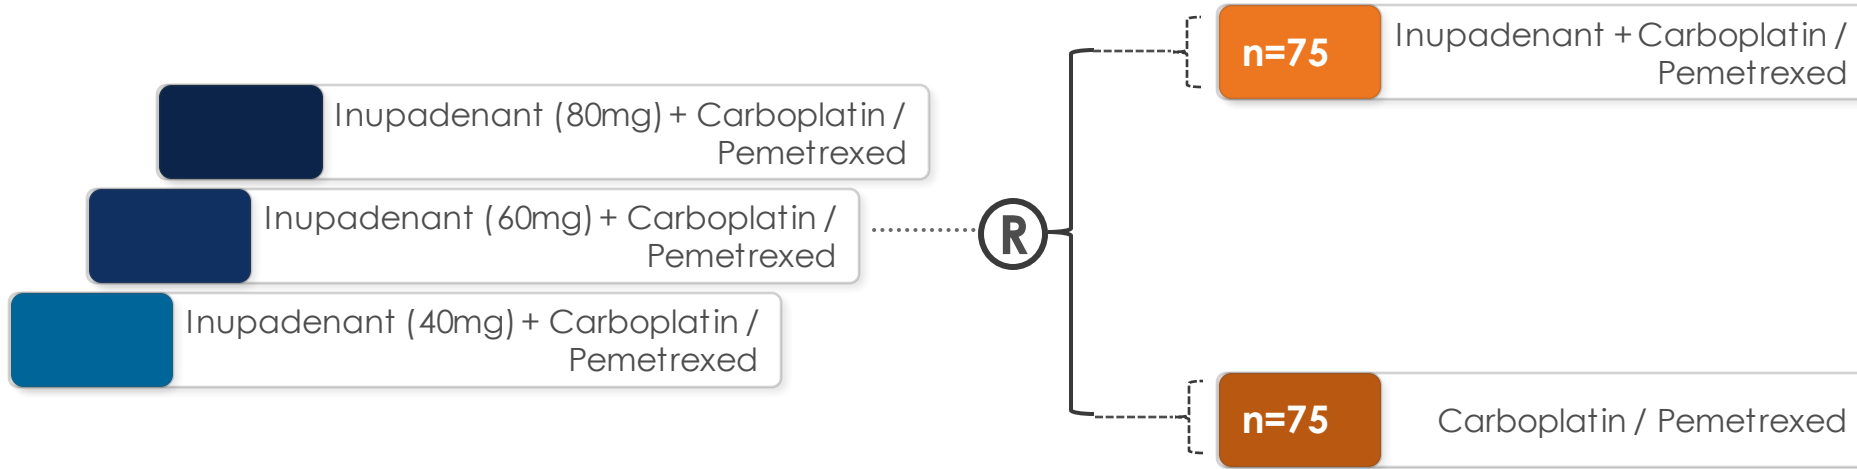 Inupadenant (80mg) + Carboplatin /
Pemetrexed
Inupadenant (60mg) + Carboplatin /
Pemetrexed
Inupadenant (40mg) + Carboplatin /
Pemetrexed
R
n=75
Inupadenant + Carboplatin /
Pemetrexed
n=75
Carboplatin / Pemetrexed